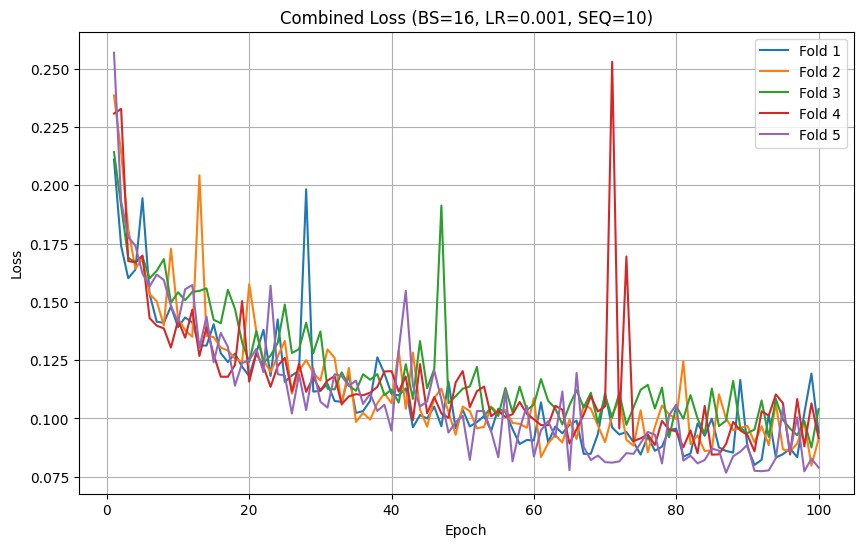 Combined Loss (BS=16, LR=0.001, SEQ=10)
Loss
0.250
0.225
0.200
0.175
0.150
0.125
0.100
0.075
0
20
40
60
80
100
Epoch
Fold 1
Fold 2
Fold 3
Fold 4
Fold 5